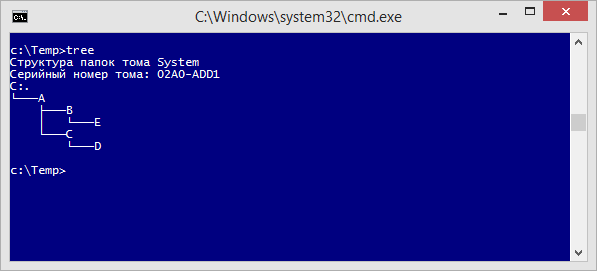 C:\Windows\system32\cmd.exe
C:\.
c:\Temp>tree
Структура папок тома System
Серийный номер тома: 02A0-ADD1
C:.
└───A
    ├───B
    │   └───E
    └───C
        └───D
c:\Temp>